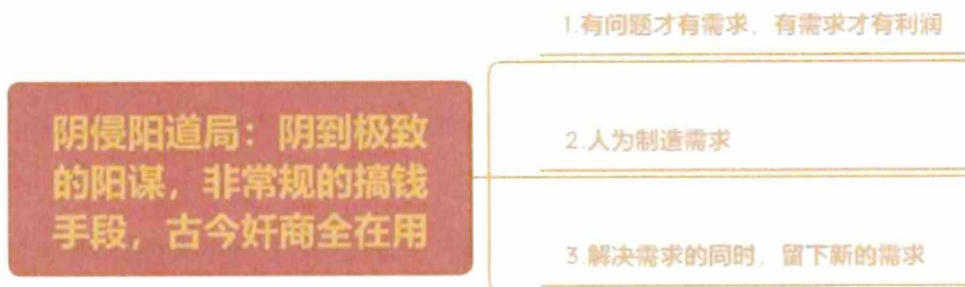 阴侵阳道局：阴到极致
的阳谋，非常规的搞钱
手段，古今奸商全在用
1.有问题才有需求，有需求才有利润
2.人为制造需求
3.解决需求的同时，留下新的需求